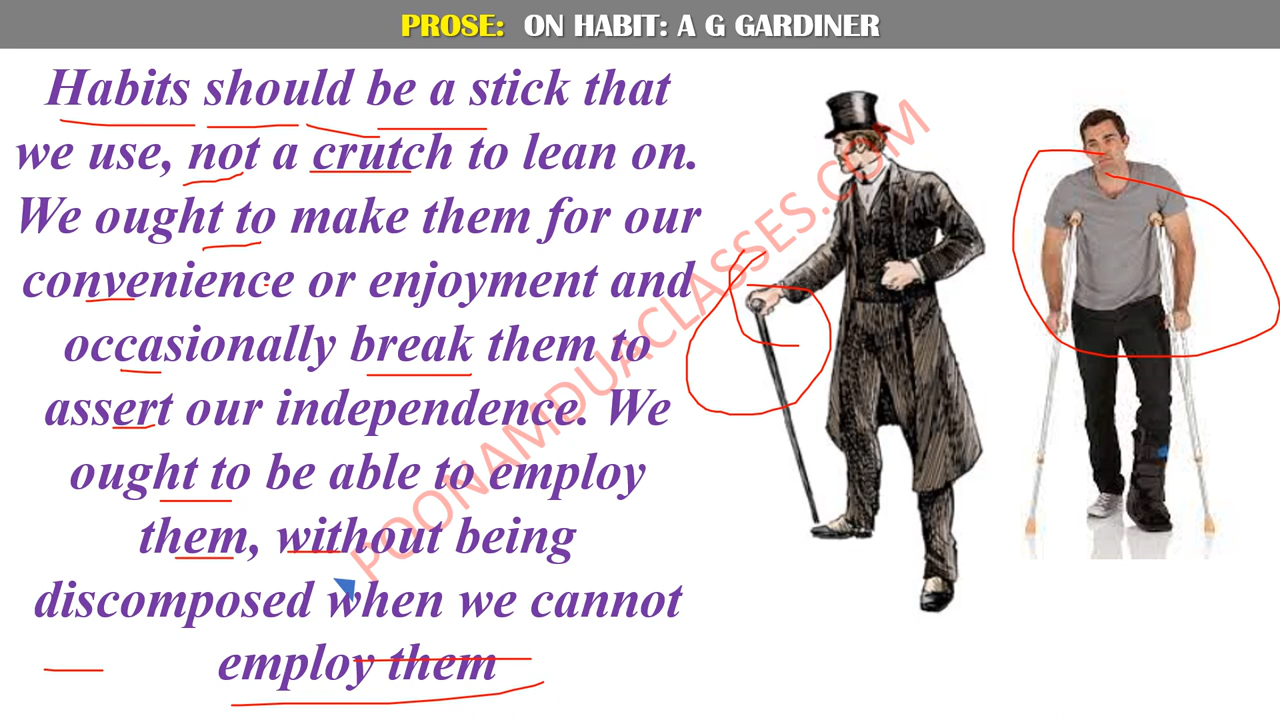 PROSE: ON HABIT: A G GARDINER
Habits should be a stick that
we use, not a crutch to lean on.
We ought to make them for our
convenience or enjoyment and
occasionally break them to
assert our independence. We
ought to be able to employ
them, without being
discomposed when we cannot
employ them
POONAMDUACLASSES.COM